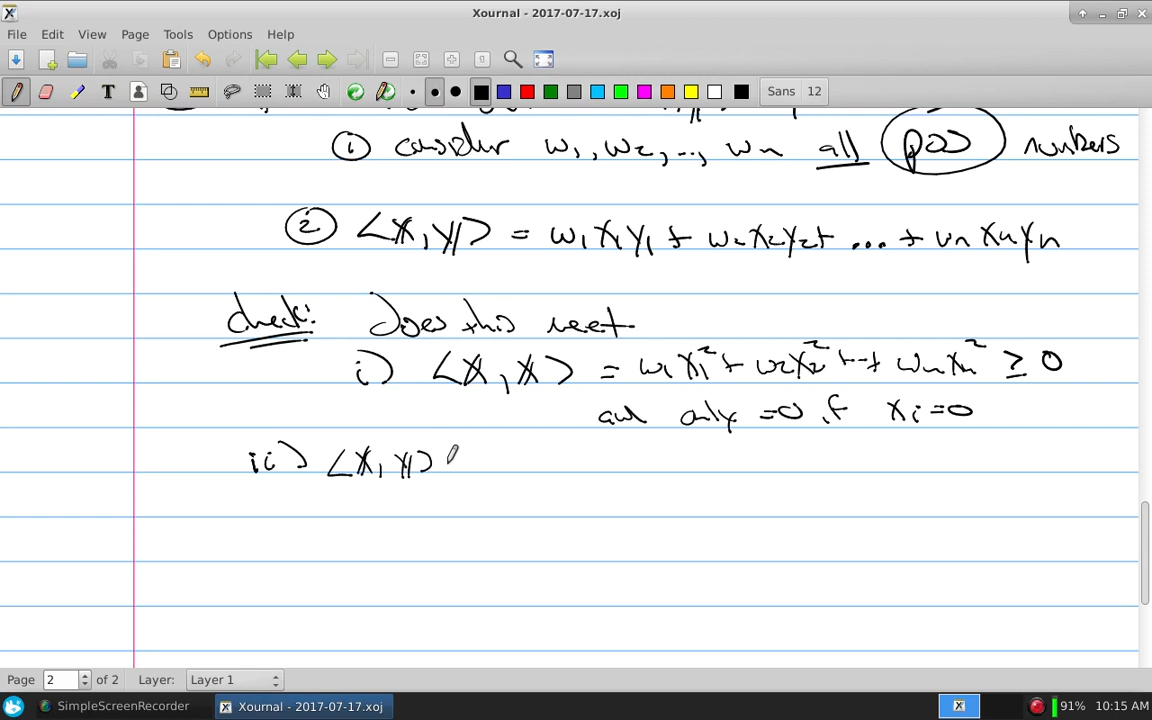 Xournal - 2017-07-17.xoj
File Edit View Page Tools Options Help
Sans 12
① consider w₁, w₂, ..., wₙ all pos numbers
② <x, y> = w₁x₁y₁ + w₂x₂y₂ + ... + wₙxₙyₙ
check: Does this meet
i) <x, x> = w₁x₁² + w₂x₂² + ... + wₙxₙ² ≥ 0
and only =0 if xᵢ=0
ii) <x, y>
Page 2 of 2 Layer: Layer 1
SimpleScreenRecorder Xournal - 2017-07-17.xoj 91% 10:15 AM